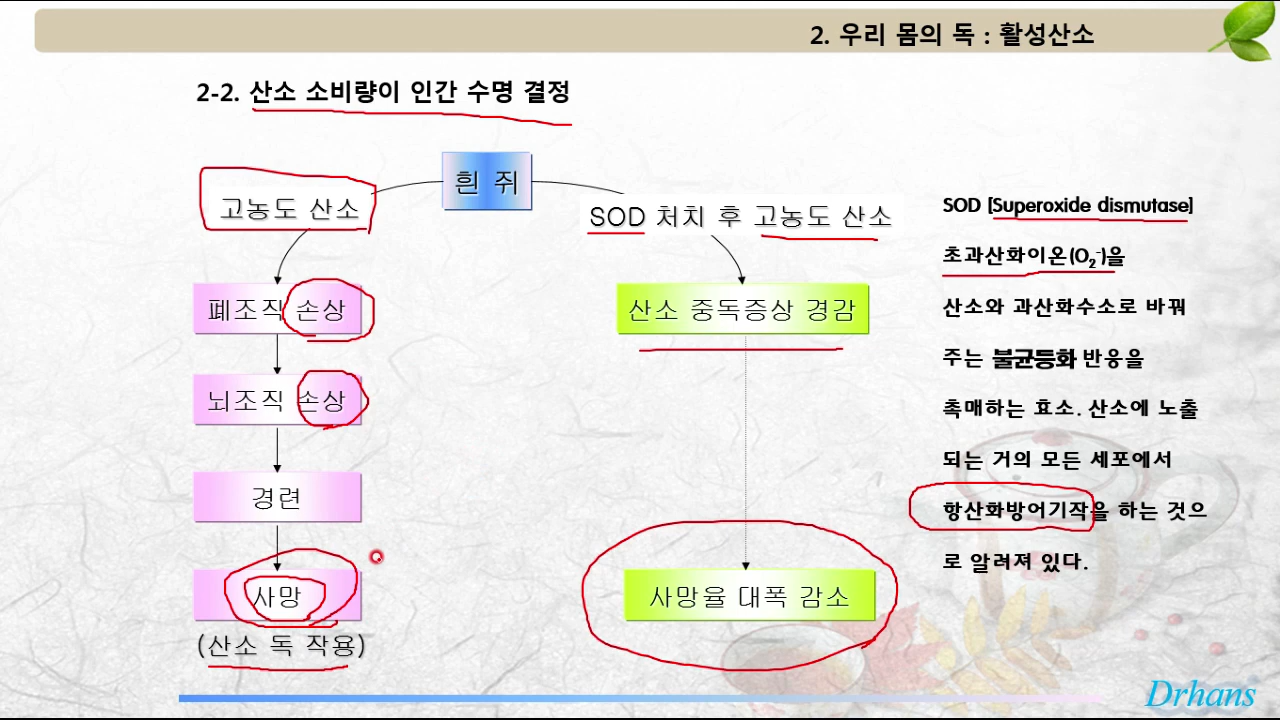 2. 우리 몸의 독 : 활성산소
2-2. 산소 소비량이 인간 수명 결정
흰 쥐
고농도 산소
폐조직 손상
뇌조직 손상
경련
사망
(산소 독 작용)
SOD 처치 후 고농도 산소
산소 중독증상 경감
사망율 대폭 감소
SOD [Superoxide dismutase]
초과산화이온(O₂⁻)을
산소와 과산화수소로 바꿔
주는 불균등화 반응을
촉매하는 효소. 산소에 노출
되는 거의 모든 세포에서
항산화방어기작을 하는 것으
로 알려져 있다.
Drhans